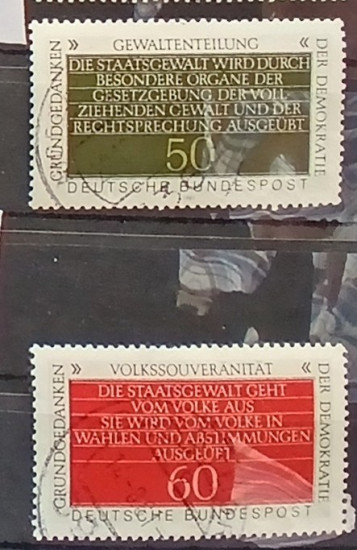 » GEWALTENTEILUNG «
GRUNDGEDANKEN
DIE STAATSGEWALT WIRD DURCH
BESONDERE ORGANE DER
GESETZGEBUNG DER VOLL-
ZIEHENDEN GEWALT UND DER
RECHTSPRECHUNG AUSGEÜBT
50
DER DEMOKRATIE
DEUTSCHE BUNDESPOST
» VOLKSSOUVERÄNITÄT «
GRUNDGEDANKEN
DIE STAATSGEWALT GEHT
VOM VOLKE AUS
SIE WIRD VOM VOLKE IN
WAHLEN UND ABSTIMMUNGEN
AUSGEÜBT
60
DER DEMOKRATIE
DEUTSCHE BUNDESPOST